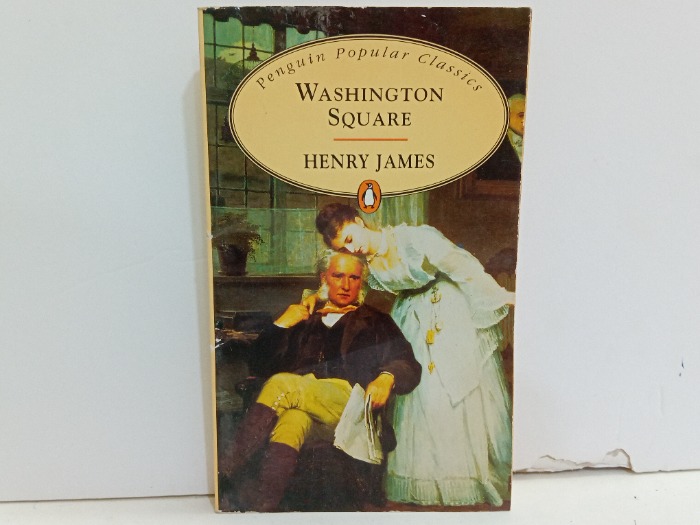 Penguin Popular Classics
WASHINGTON
SQUARE
HENRY JAMES